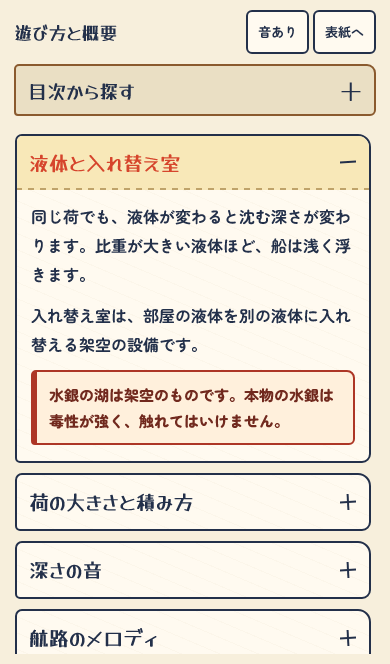 遊び方と概要
音あり
表紙へ
目次から探す
液体と入れ替え室
同じ荷でも、液体が変わると沈む深さが変わ
ります。比重が大きい液体ほど、船は浅く浮
きます。
入れ替え室は、部屋の液体を別の液体に入れ
替える架空の設備です。
水銀の湖は架空のものです。本物の水銀は
毒性が強く、触れてはいけません。
荷の大きさと積み方
深さの音
航路のメロディ